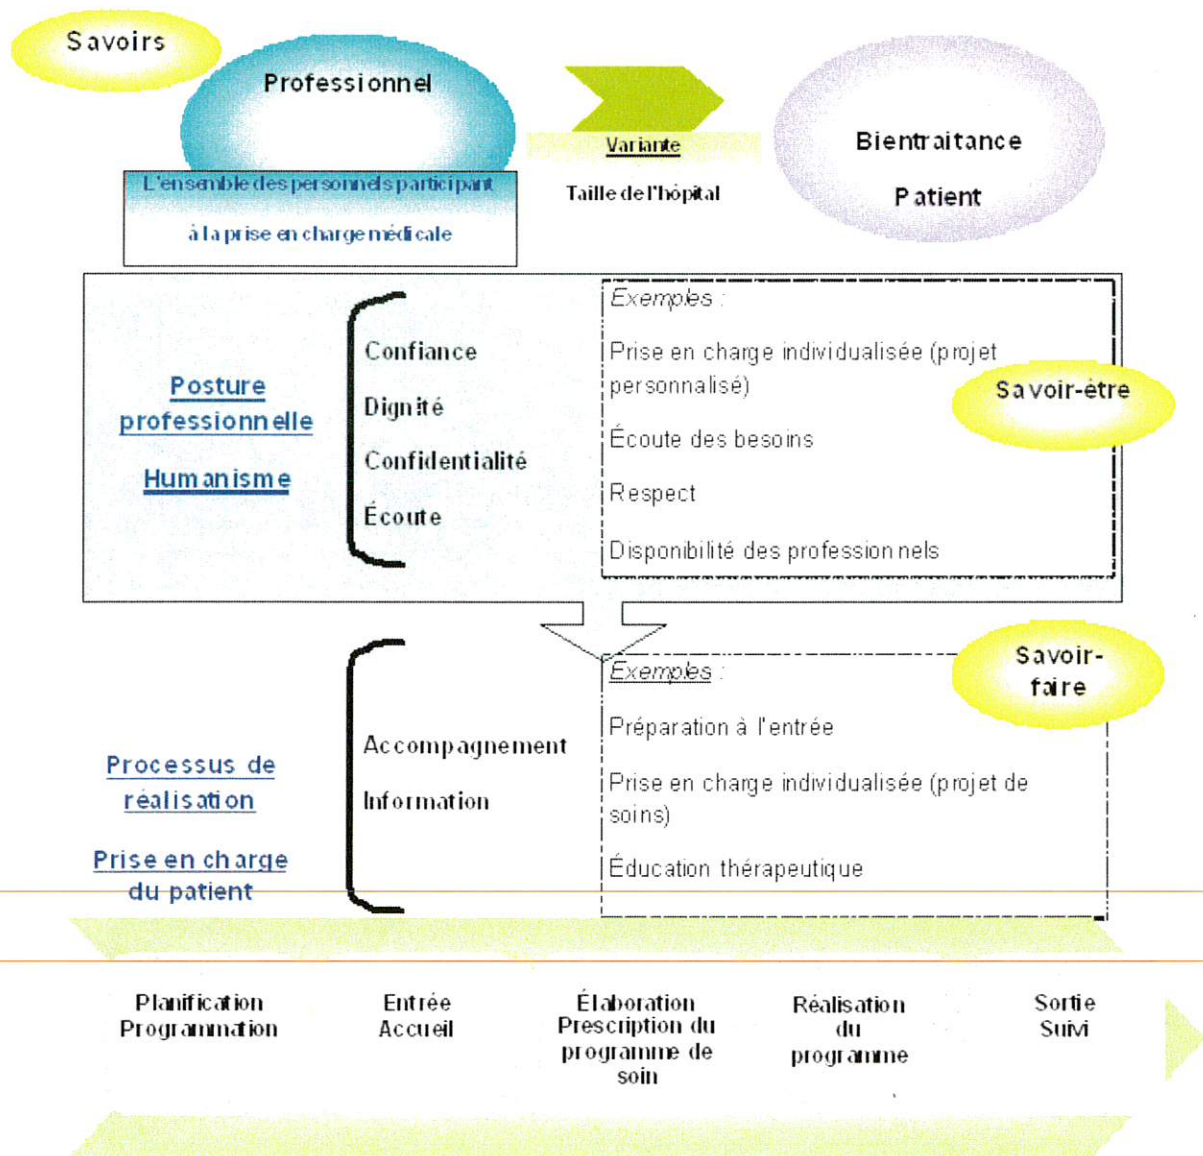 Savoirs
Professionnel
L'ensemble des personnels participant
à la prise en charge médicale
Variante
Taille de l'hôpital
Bientraitance
Patient
Posture
professionnelle
Humanisme
Confiance
Dignité
Confidentialité
Écoute
Exemples :
Prise en charge individualisée (projet
personnalisé)
Écoute des besoins
Respect
Disponibilité des professionnels
Savoir-être
Processus de
réalisation
Prise en charge
du patient
Accompagnement
Information
Exemples :
Préparation à l'entrée
Prise en charge individualisée (projet de
soins)
Éducation thérapeutique
Savoir-
faire
Planification
Programmation
Entrée
Accueil
Élaboration
Prescription du
programme de
soin
Réalisation
du
programme
Sortie
Suivi